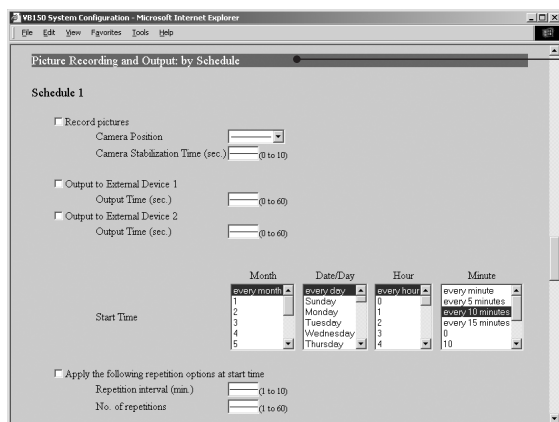 VB150 System Configuration - Microsoft Internet Explorer
File Edit View Favorites Tools Help
Picture Recording and Output: by Schedule
Schedule 1
Record pictures
Camera Position
Camera Stabilization Time (sec.) (0 to 10)
Output to External Device 1
Output Time (sec.) (0 to 60)
Output to External Device 2
Output Time (sec.) (0 to 60)
Month Date/Day Hour Minute
Start Time
every month every day every hour every minute
1 Sunday 0 every 5 minutes
2 Monday 1 every 10 minutes
3 Tuesday 2 every 15 minutes
4 Wednesday 3 0
5 Thursday 4 10
Apply the following repetition options at start time
Repetition interval (min.) (1 to 10)
No. of repetitions (1 to 60)